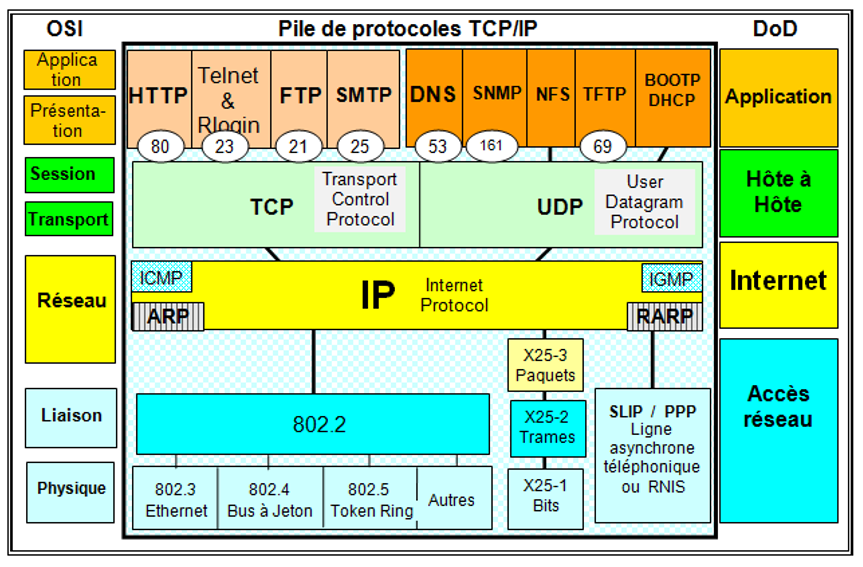 OSI
Pile de protocoles TCP/IP
DoD
Applica
tion
Présenta-
tion
Session
Transport
Réseau
Liaison
Physique
HTTP
Telnet
&
Rlogin
FTP
SMTP
DNS
SNMP
NFS
TFTP
BOOTP
DHCP
80
23
21
25
53
161
69
TCP
Transport
Control
Protocol
UDP
User
Datagram
Protocol
ICMP
IP
Internet
Protocol
IGMP
ARP
RARP
X25-3
Paquets
802.2
X25-2
Trames
SLIP / PPP
Ligne
asynchrone
téléphonique
ou RNIS
802.3
Ethernet
802.4
Bus à Jeton
802.5
Token Ring
Autres
X25-1
Bits
Application
Hôte à
Hôte
Internet
Accès
réseau